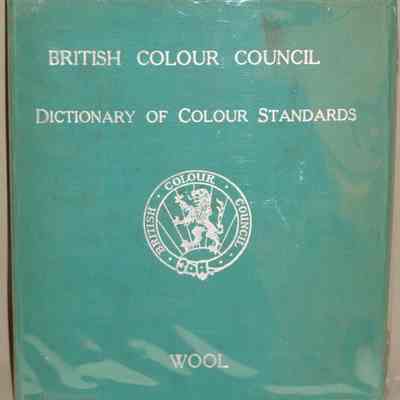 BRITISH COLOUR COUNCIL
DICTIONARY OF COLOUR STANDARDS
BRITISH · COLOUR · COUNCIL
WOOL